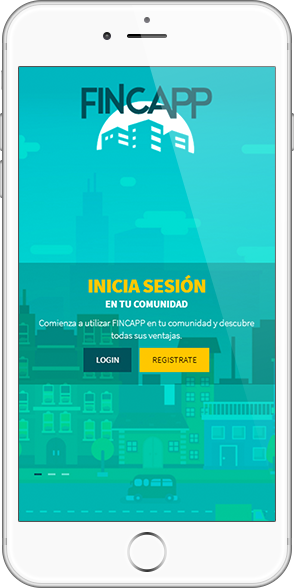 FINCAPP
INICIA SESIÓN
EN TU COMUNIDAD
Comienza a utilizar FINCAPP en tu comunidad y descubre
todas sus ventajas.
LOGIN
REGISTRATE